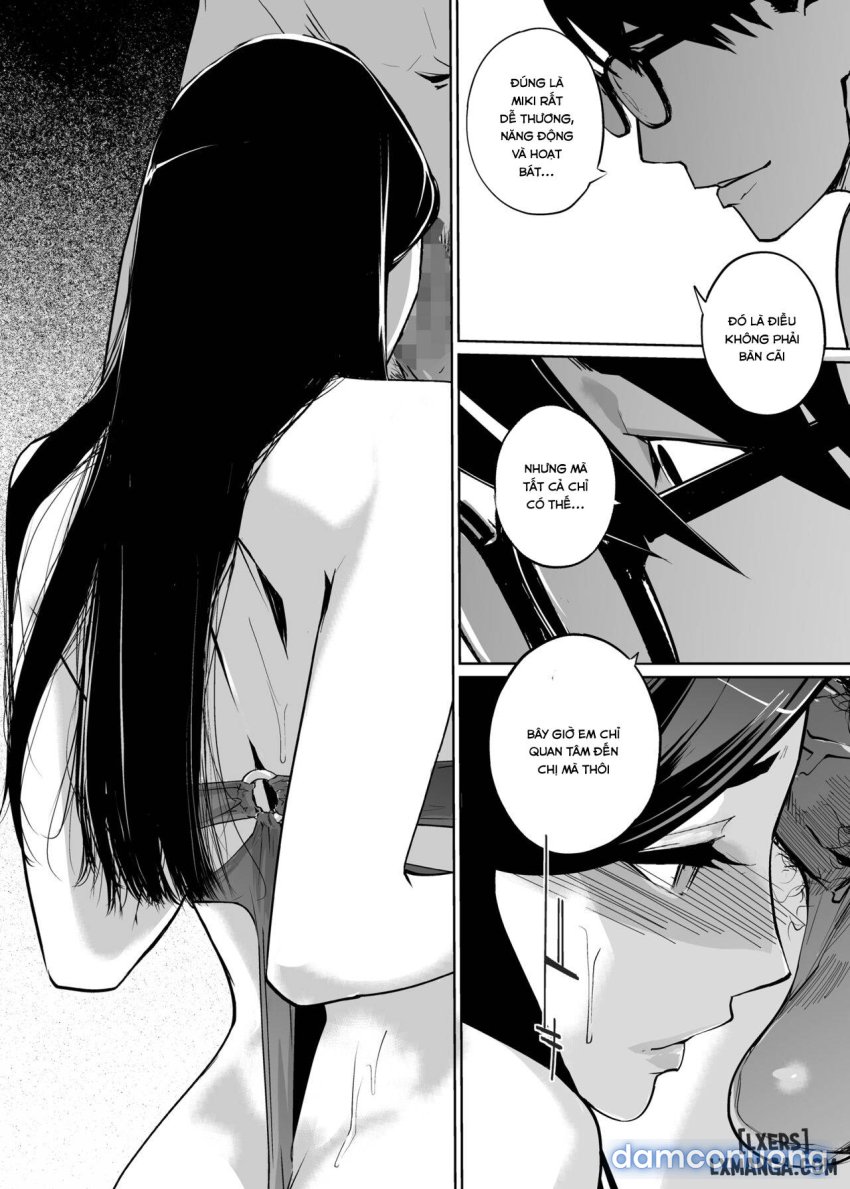 ĐÚNG LÀ
MIKI RẤT
DỄ THƯƠNG,
NĂNG ĐỘNG
VÀ HOẠT
BÁT...
ĐÓ LÀ ĐIỀU
KHÔNG PHẢI
BÀN CÃI
NHƯNG MÀ
TẤT CẢ CHỈ
CÓ THẾ...
BÂY GIỜ EM CHỈ
QUAN TÂM ĐẾN
CHỊ MÀ THÔI
[LXERS]
damconuong
LXMANGA.COM